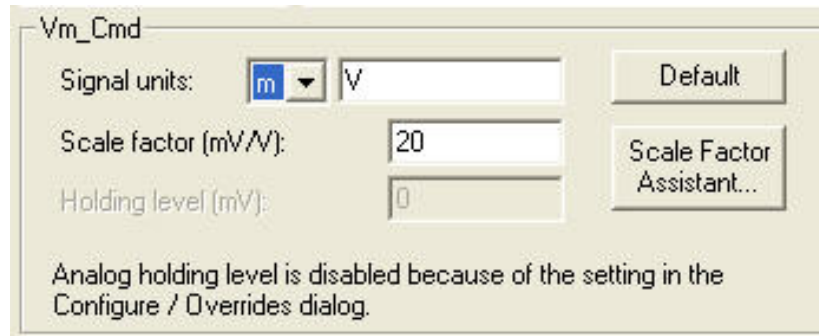 Vm_Cmd
Signal units: m V Default
Scale factor (mV/V): 20 Scale Factor Assistant...
Holding level (mV): 0
Analog holding level is disabled because of the setting in the
Configure / Overrides dialog.